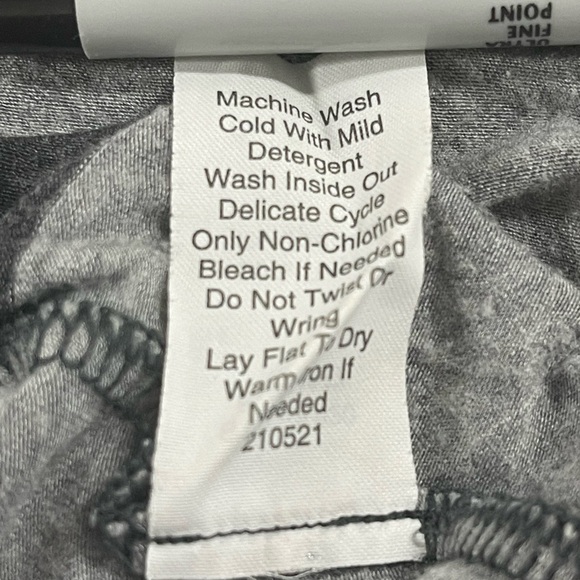 ULTRA
FINE
POINT
Machine Wash
Cold With Mild
Detergent
Wash Inside Out
Delicate Cycle
Only Non-Chlorine
Bleach If Needed
Do Not Twist Or
Wring
Lay Flat To Dry
Warm Iron If
Needed
210521